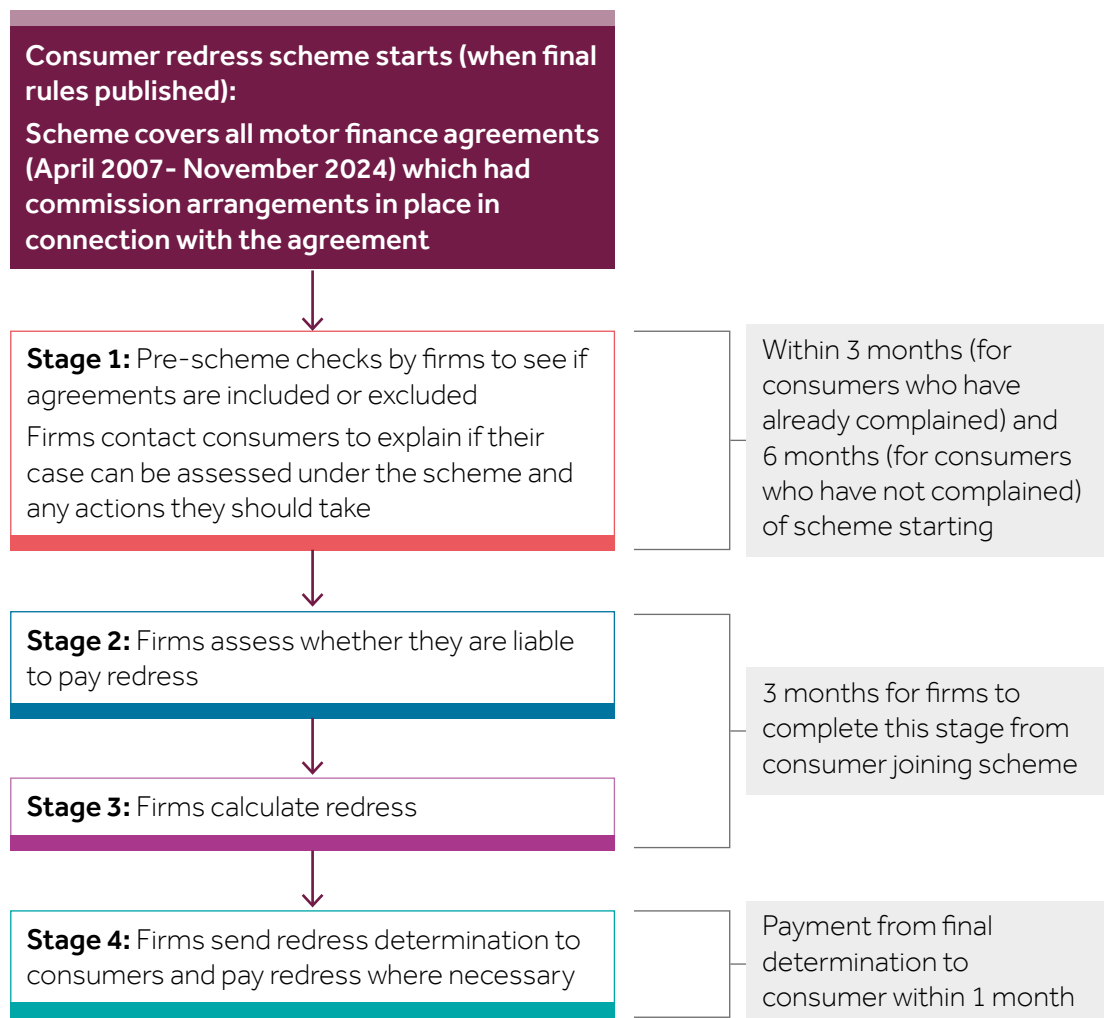 Consumer redress scheme starts (when final
rules published):
Scheme covers all motor finance agreements
(April 2007- November 2024) which had
commission arrangements in place in
connection with the agreement
Stage 1: Pre-scheme checks by firms to see if
agreements are included or excluded
Firms contact consumers to explain if their
case can be assessed under the scheme and
any actions they should take
Within 3 months (for
consumers who have
already complained) and
6 months (for consumers
who have not complained)
of scheme starting
Stage 2: Firms assess whether they are liable
to pay redress
Stage 3: Firms calculate redress
3 months for firms to
complete this stage from
consumer joining scheme
Stage 4: Firms send redress determination to
consumers and pay redress where necessary
Payment from final
determination to
consumer within 1 month